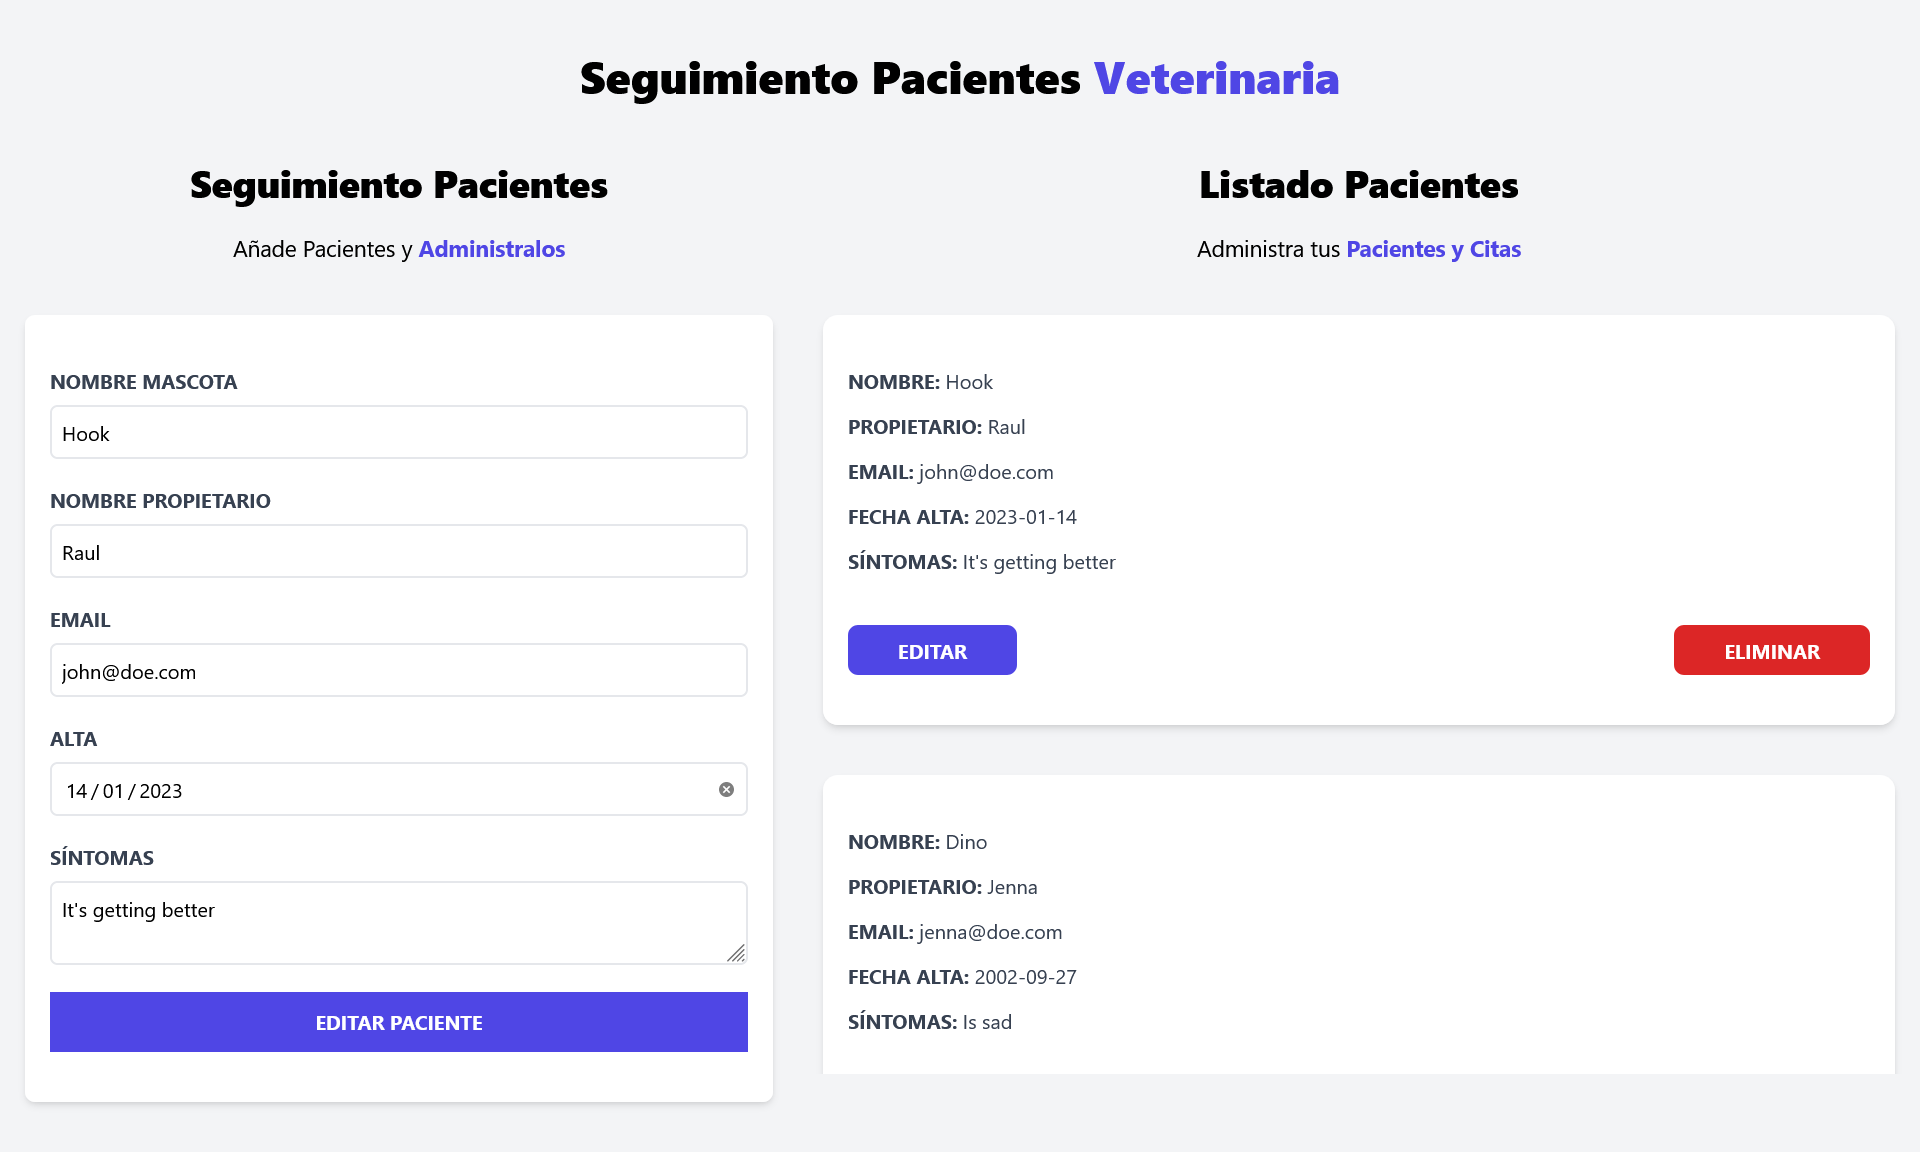 Seguimiento Pacientes Veterinaria
Seguimiento Pacientes
Añade Pacientes y Administralos
NOMBRE MASCOTA
Hook
NOMBRE PROPIETARIO
Raul
EMAIL
john@doe.com
ALTA
14/01/2023
SÍNTOMAS
It's getting better
EDITAR PACIENTE
Listado Pacientes
Administra tus Pacientes y Citas
NOMBRE: Hook
PROPIETARIO: Raul
EMAIL: john@doe.com
FECHA ALTA: 2023-01-14
SÍNTOMAS: It's getting better
EDITAR
ELIMINAR
NOMBRE: Dino
PROPIETARIO: Jenna
EMAIL: jenna@doe.com
FECHA ALTA: 2002-09-27
SÍNTOMAS: Is sad